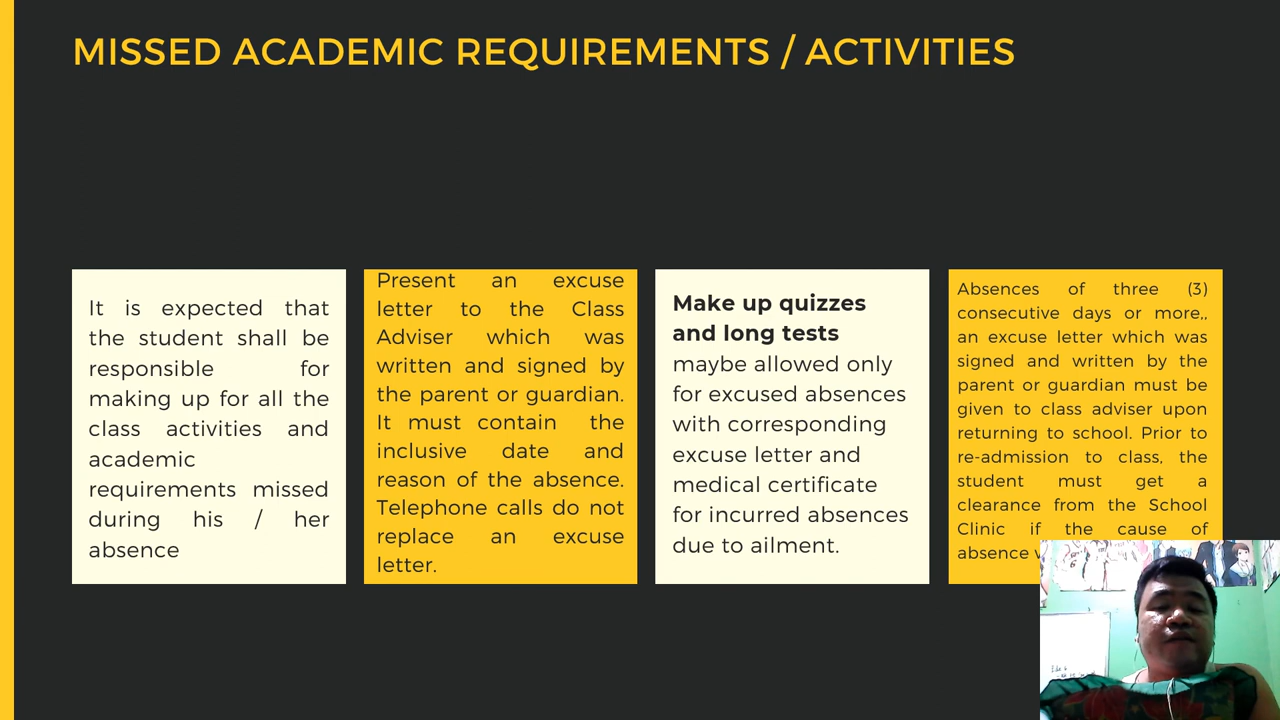 MISSED ACADEMIC REQUIREMENTS / ACTIVITIES
It is expected that
the student shall be
responsible for
making up for all the
class activities and
academic
requirements missed
during his / her
absence
Present an excuse
letter to the Class
Adviser which was
written and signed by
the parent or guardian.
It must contain the
inclusive date and
reason of the absence.
Telephone calls do not
replace an excuse
letter.
Make up quizzes
and long tests
maybe allowed only
for excused absences
with corresponding
excuse letter and
medical certificate
for incurred absences
due to ailment.
Absences of three (3)
consecutive days or more,,
an excuse letter which was
signed and written by the
parent or guardian must be
given to class adviser upon
returning to school. Prior to
re-admission to class, the
student must get a
clearance from the School
Clinic if the cause of
absence